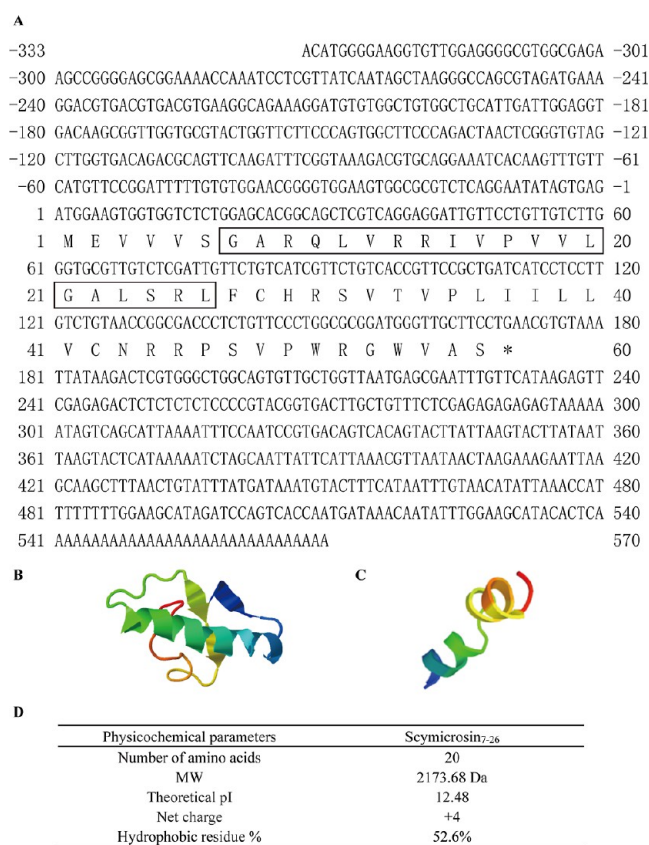 A
-333 ACATGGGGAAGGTGTTGGAGGGGCGTGGCGAGA -301
-300 AGCCGGGGAGCGGAAAACCAAATCCTCGTTATCAATAGCTAAGGGCCAGCGTAGATGAAA -241
-240 GGACGTGACGTGACGTGAAGGCAGAAAGGATGTGTGGCTGTGGCTGCATTGATTGGAGGT -181
-180 GACAAGCGGTTGGTGCGTACTGGTTCTTCCCAGTGGCTTCCCAGACTAACTCGGGTGTAG -121
-120 CTTGGTGACAGACGCAGTTCAAGATTTCGGTAAAGACGTGCAGGAAATCACAAGTTTGTT -61
-60 CATGTTCCGGATTTTTGTGTGGAACGGGGTGGAAGTGGCGCGTCTCAGGAATATAGTGAG -1
1 ATGGAAGTGGTGGTCTCTGGAGCACGGCAGCTCGTCAGGAGGATTGTTCCTGTTGTCTTG 60
1 M E V V V S G A R Q L V R R I V P V V L 20
61 GGTGCGTTGTCTCGATTGTTCTGTCATCGTTCTGTCACCGTTCCGCTGATCATCCTCCTT 120
21 G A L S R L F C H R S V T V P L I I L L 40
121 GTCTGTAACCGGCGACCCTCTGTTCCCTGGCGCGGATGGGTTGCTTCCTGAACGTGTAAA 180
41 V C N R R P S V P W R G W V A S * 60
181 TTATAAGACTCGTGGGCTGGCAGTGTTGCTGGTTAATGAGCGAATTTGTTCATAAGAGTT 240
241 CGAGAGACTCTCTCTCTCCCCGTACGGTGACTTGCTGTTTCTCGAGAGAGAGAGTAAAAA 300
301 ATAGTCAGCATTAAAATTTCCAATCCGTGACAGTCACAGTACTTATTAAGTACTTATAAT 360
361 TAAGTACTCATAAAAATCTAGCAATTATTCATTAAACGTTAATAACTAAGAAAGAATTAA 420
421 GCAAGCTTTAACTGTATTTATGATAAATGTACTTTCATAATTTGTAACATATTAAACCAT 480
481 TTTTTTTGGAAGCATAGATCCAGTCACCAATGATAAACAATATTTGGAAGCATACACTCA 540
541 AAAAAAAAAAAAAAAAAAAAAAAAAAAAAA 570
B C
D
Physicochemical parameters Scymicrosin7-26
Number of amino acids 20
MW 2173.68 Da
Theoretical pI 12.48
Net charge +4
Hydrophobic residue % 52.6%